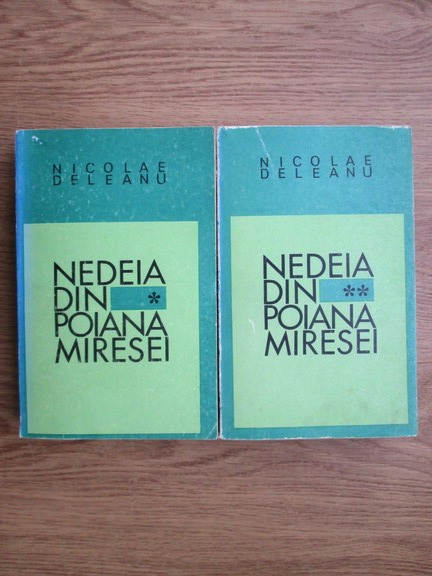 NICOLAE
DELEANU
NEDEIA
DIN *
POIANA
MIRESEI
NICOLAE
DELEANU
NEDEIA
DIN **
POIANA
MIRESEI